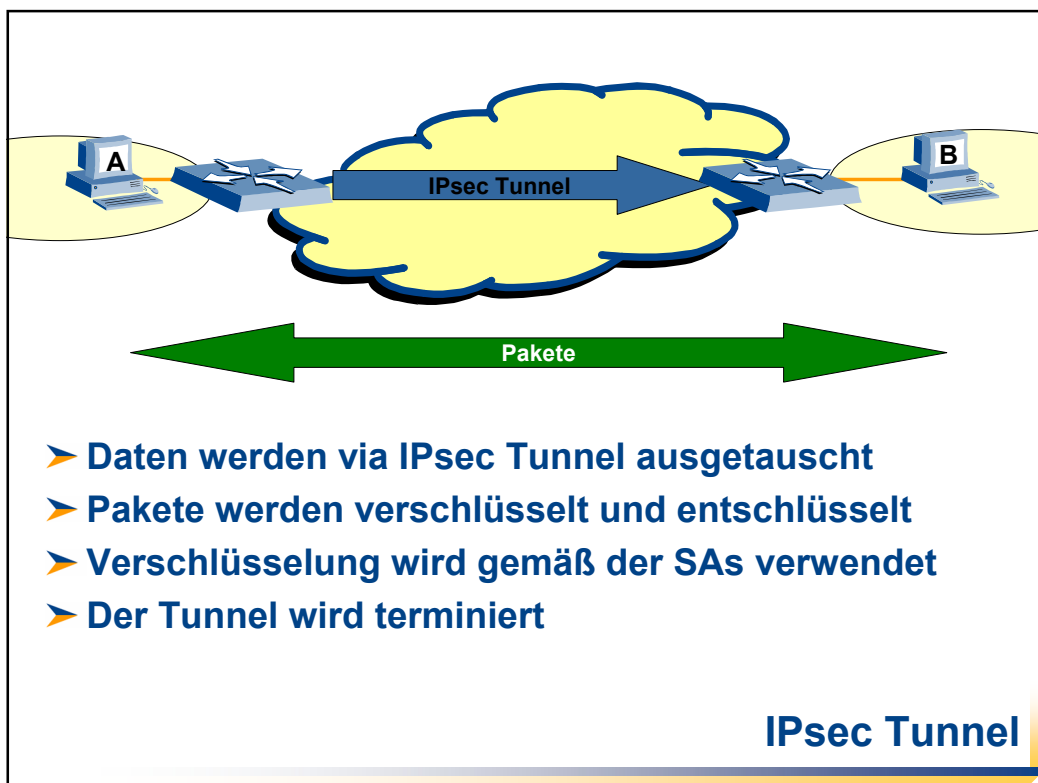 A
B
IPsec Tunnel
Pakete
Daten werden via IPsec Tunnel ausgetauscht
Pakete werden verschlüsselt und entschlüsselt
Verschlüsselung wird gemäß der SAs verwendet
Der Tunnel wird terminiert
IPsec Tunnel